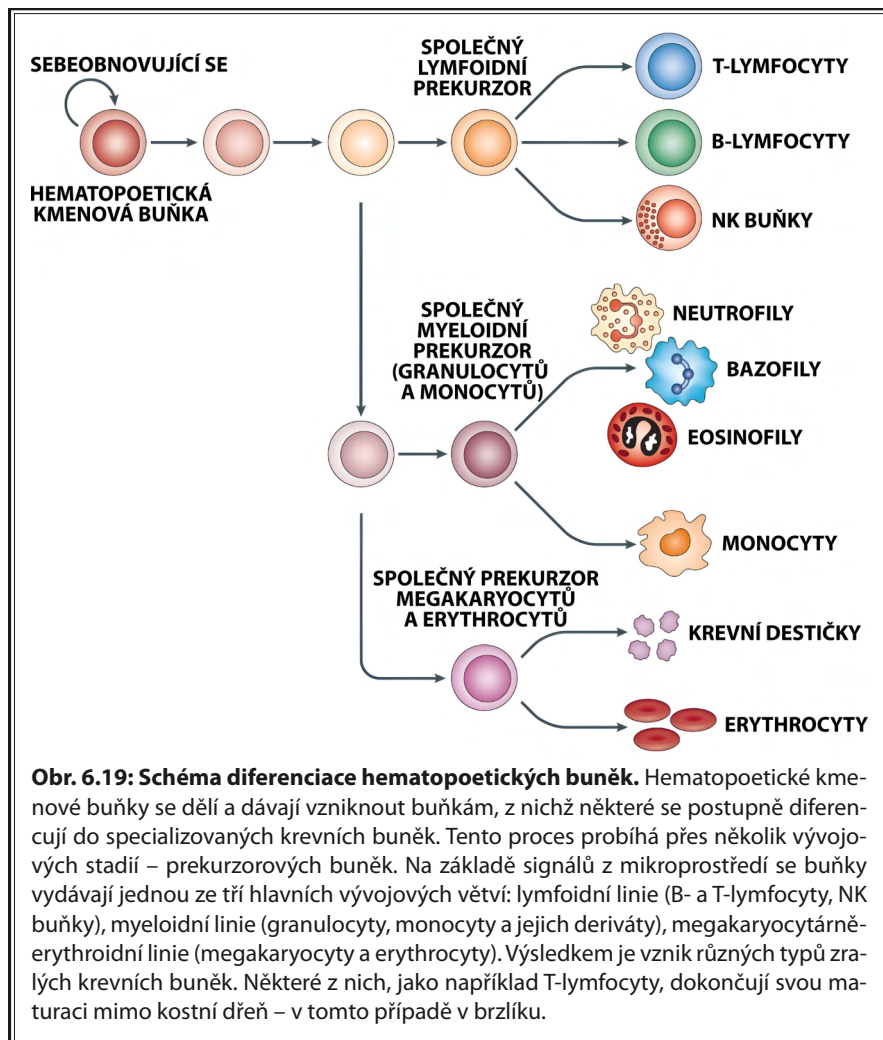 SEBEOBNOVUJÍCÍ SE
HEMATOPOETICKÁ
KMENOVÁ BUŇKA
SPOLEČNÝ
LYMFOIDNÍ
PREKURZOR
T-LYMFOCYTY
B-LYMFOCYTY
NK BUŇKY
SPOLEČNÝ
MYELOIDNÍ
PREKURZOR
(GRANULOCYTŮ
A MONOCYTŮ)
NEUTROFILY
BAZOFILY
EOSINOFILY
MONOCYTY
SPOLEČNÝ PREKURZOR
MEGAKARYOCYTŮ
A ERYTHROCYTŮ
KREVNÍ DESTIČKY
ERYTHROCYTY
Obr. 6.19: Schéma diferenciace hematopoetických buněk. Hematopoetické kme-
nové buňky se dělí a dávají vzniknout buňkám, z nichž některé se postupně diferen-
cují do specializovaných krevních buněk. Tento proces probíhá přes několik vývojo-
vých stadií – prekurzorových buněk. Na základě signálů z mikroprostředí se buňky
vydávají jednou ze tří hlavních vývojových větví: lymfoidní linie (B- a T-lymfocyty, NK
buňky), myeloidní linie (granulocyty, monocyty a jejich deriváty), megakaryocytárně-
erythroidní linie (megakaryocyty a erythrocyty). Výsledkem je vznik různých typů zra-
lých krevních buněk. Některé z nich, jako například T-lymfocyty, dokončují svou ma-
turaci mimo kostní dřeň – v tomto případě v brzlíku.